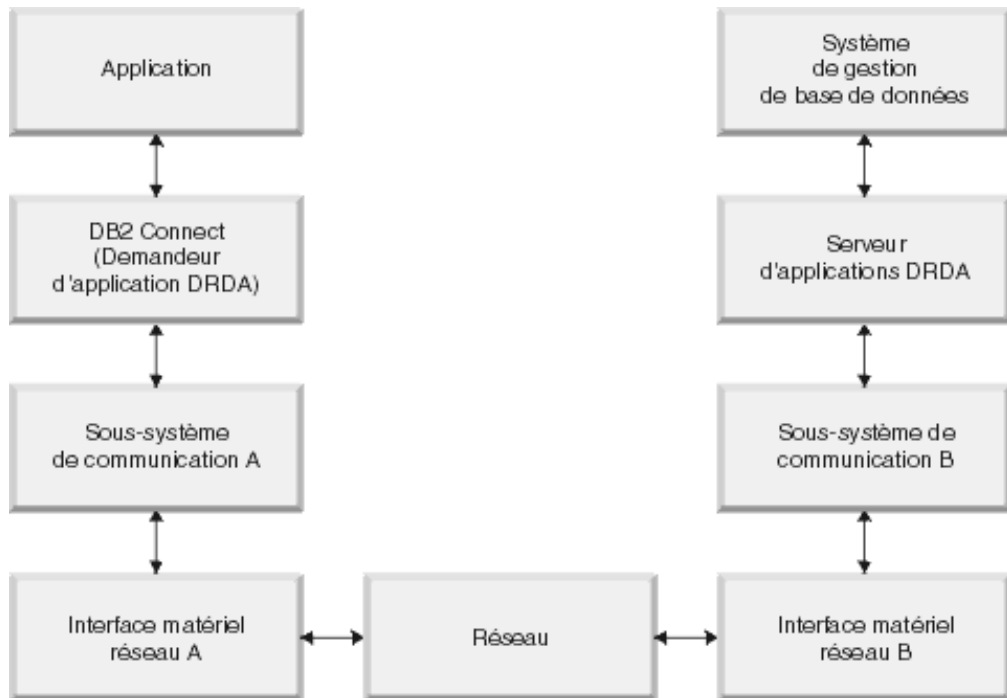 Application
Système
de gestion
de base de données
DB2 Connect
(Demandeur
d'application DRDA)
Serveur
d'applications DRDA
Sous-système
de communication A
Sous-système de
communication B
Interface matériel
réseau A
Réseau
Interface matériel
réseau B